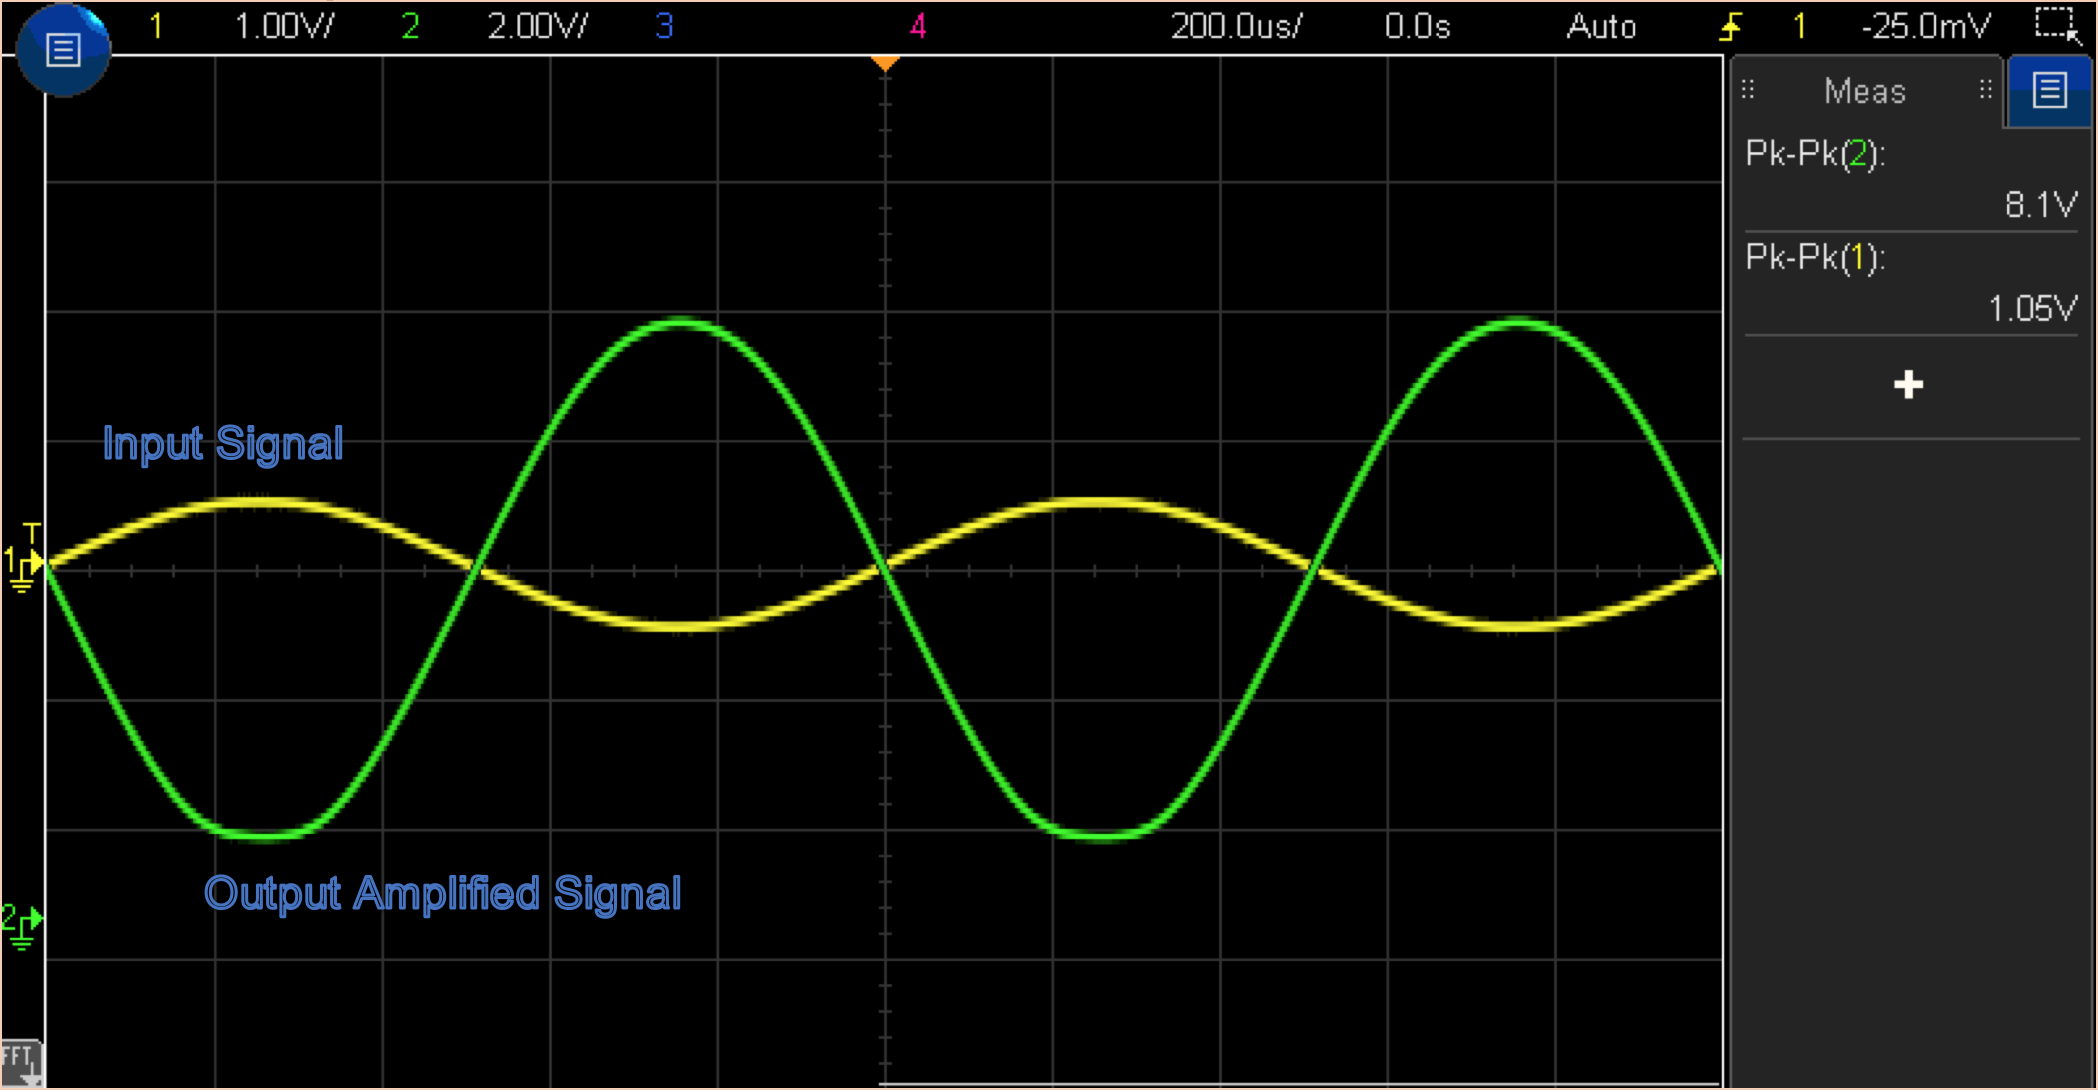 1 1.00V/ 2 2.00V/ 3 4 200.0us/ 0.0s Auto 1 -25.0mV
Meas
Pk-Pk(2):
8.1V
Pk-Pk(1):
1.05V
Input Signal
T
1
Output Amplified Signal
2
FFT